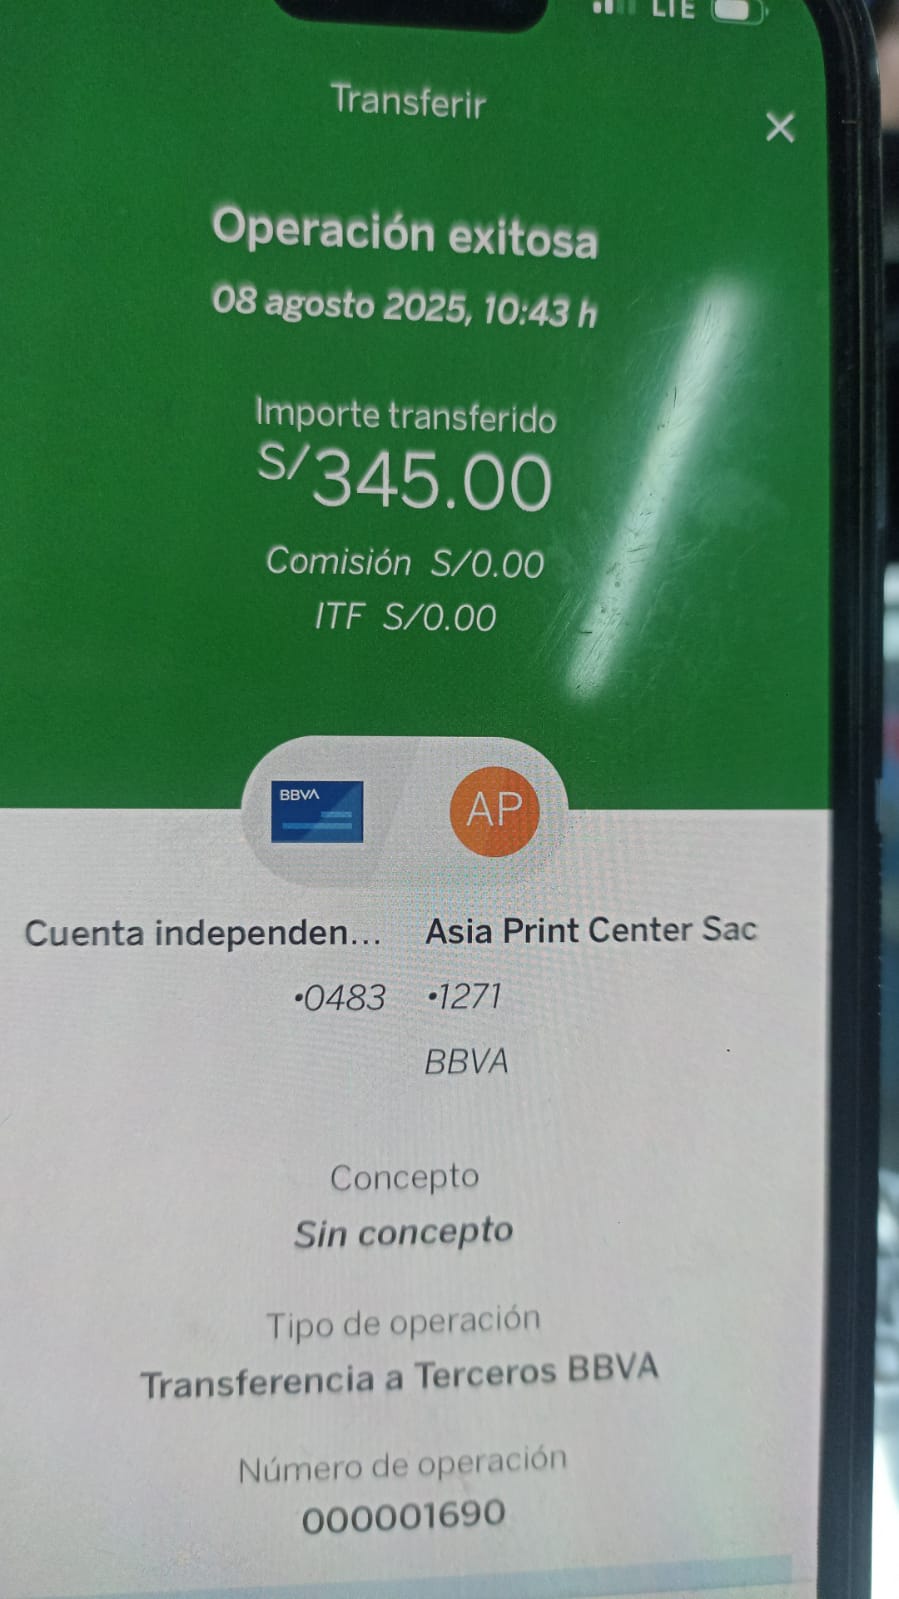 LTE
Transferir
Operación exitosa
08 agosto 2025, 10:43 h
Importe transferido
S/345.00
Comisión S/0.00
ITF S/0.00
BBVA
AP
Cuenta independen... Asia Print Center Sac
•0483 •1271
BBVA
Concepto
Sin concepto
Tipo de operación
Transferencia a Terceros BBVA
Número de operación
000001690